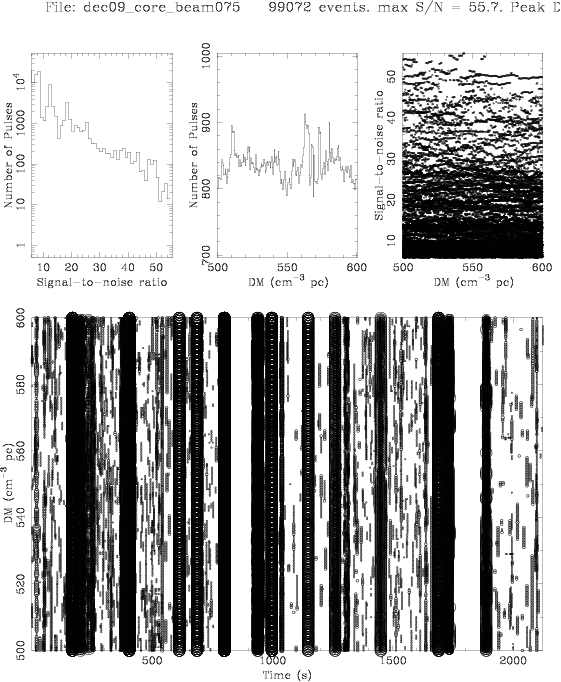 File: dec09_core_beam075 99072 events. max S/N = 55.7. Peak
Number of Pulses
1 10 100 1000 10⁴
10 20 30 40 50
Signal-to-noise ratio
Number of Pulses
700 800 900 1000
500 550 600
DM (cm⁻³ pc)
Signal-to-noise ratio
10 20 30 40 50
500 550 600
DM (cm⁻³ pc)
DM (cm⁻³ pc)
500 520 540 560 580 600
500 1000 1500 2000
Time (s)